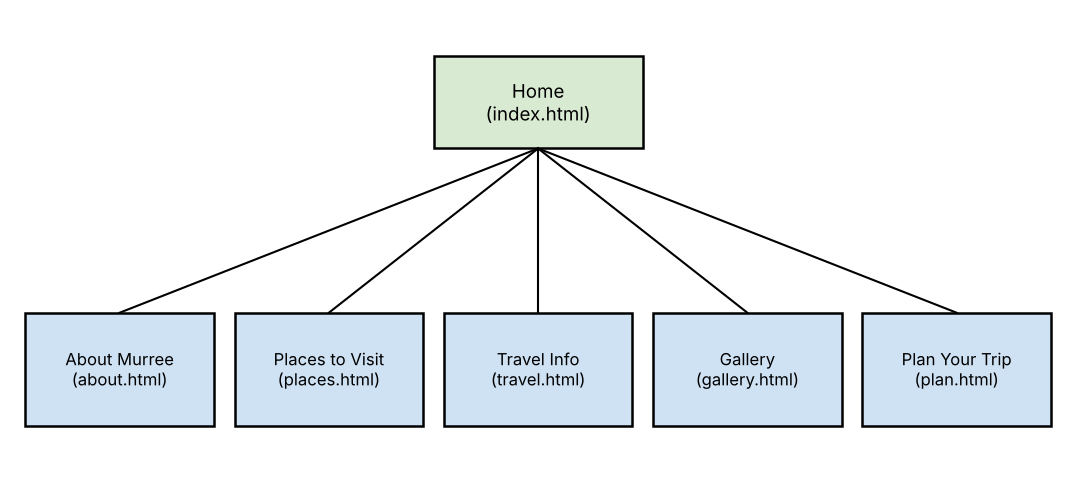 Home
(index.html)
About Murree
(about.html)
Places to Visit
(places.html)
Travel Info
(travel.html)
Gallery
(gallery.html)
Plan Your Trip
(plan.html)